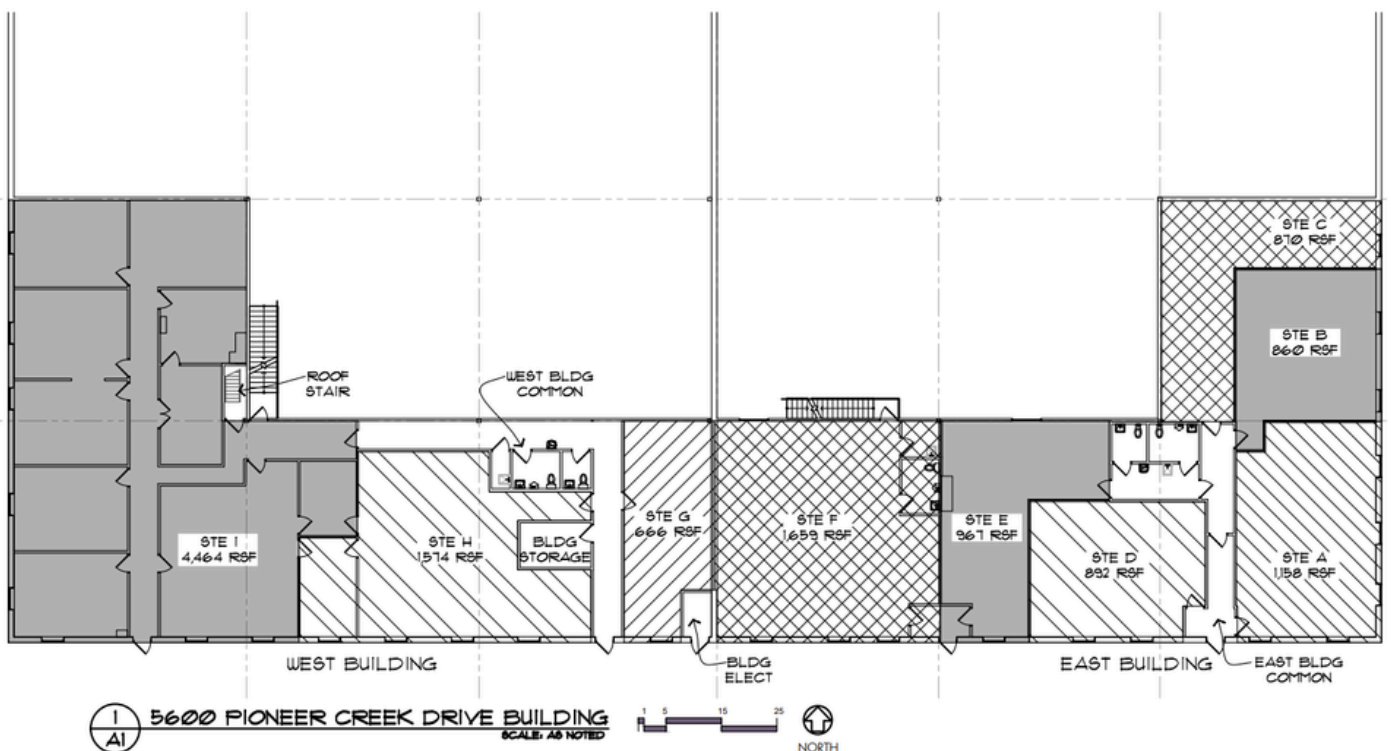 STE C
870 RSF
STE B
860 RSF
ROOF
STAIR
WEST BLDG
COMMON
STE I
4,464 RSF
STE H
1,574 RSF
BLDG
STORAGE
STE G
666 RSF
STE F
1,659 RSF
STE E
967 RSF
STE D
892 RSF
STE A
1,158 RSF
WEST BUILDING
BLDG
ELECT
EAST BUILDING
EAST BLDG
COMMON
1
A1
5600 PIONEER CREEK DRIVE BUILDING
SCALE: AS NOTED
1 5 15 25
NORTH